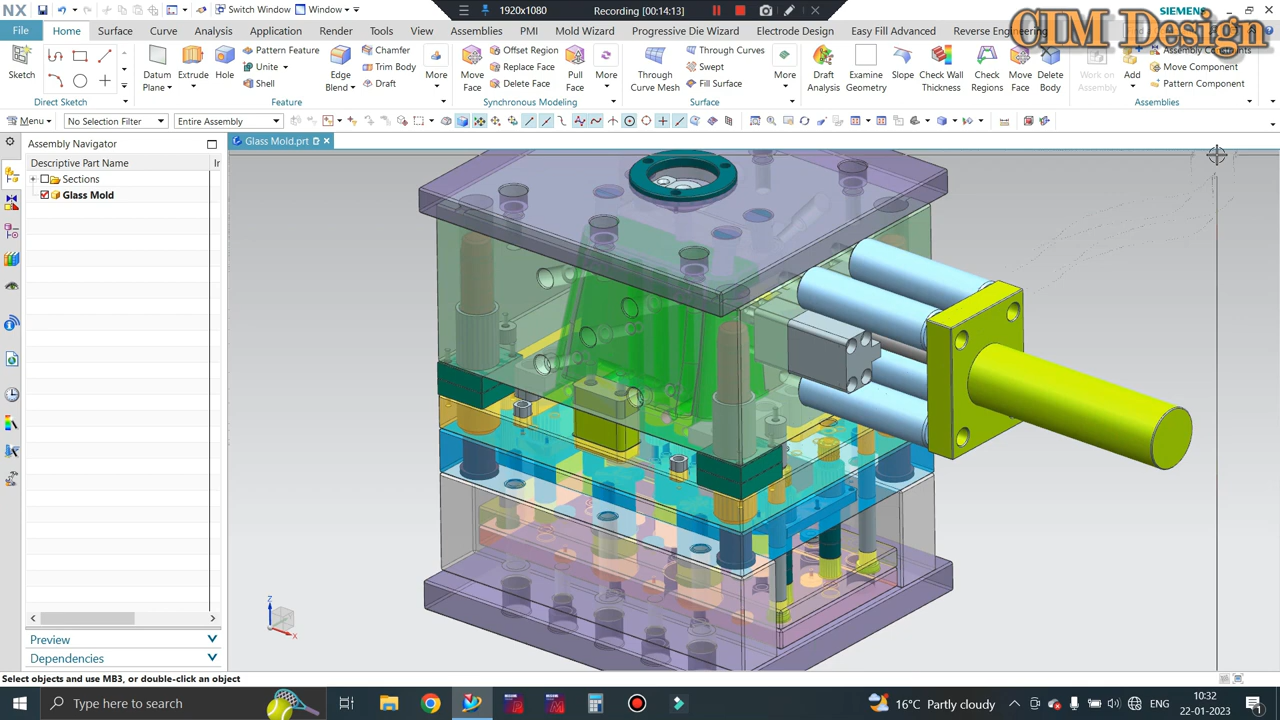 NX
Switch Window
Window
1920x1080
Recording [00:14:13]
SIEMENS
CIM Design
File
Home
Surface
Curve
Analysis
Application
Render
Tools
View
Assemblies
PMI
Mold Wizard
Progressive Die Wizard
Electrode Design
Easy Fill Advanced
Reverse Engineering
Sketch
Direct Sketch
Datum Plane
Extrude
Hole
Pattern Feature
Unite
Shell
Edge Blend
Chamfer
Trim Body
Draft
More
Feature
Move Face
Offset Region
Replace Face
Delete Face
Pull Face
More
Synchronous Modeling
Through Curve Mesh
Through Curves
Swept
Fill Surface
More
Surface
Draft Analysis
Examine Geometry
Slope
Check Wall Thickness
Check Regions
Move Face
Delete Body
Work on Assembly
Add
Assembly Constraints
Move Component
Pattern Component
Assemblies
Menu
No Selection Filter
Entire Assembly
Assembly Navigator
Glass Mold.prt
Descriptive Part Name
Sections
Glass Mold
Preview
Dependencies
Select objects and use MB3, or double-click an object
Type here to search
16°C Partly cloudy
ENG
10:32
22-01-2023
Z
X